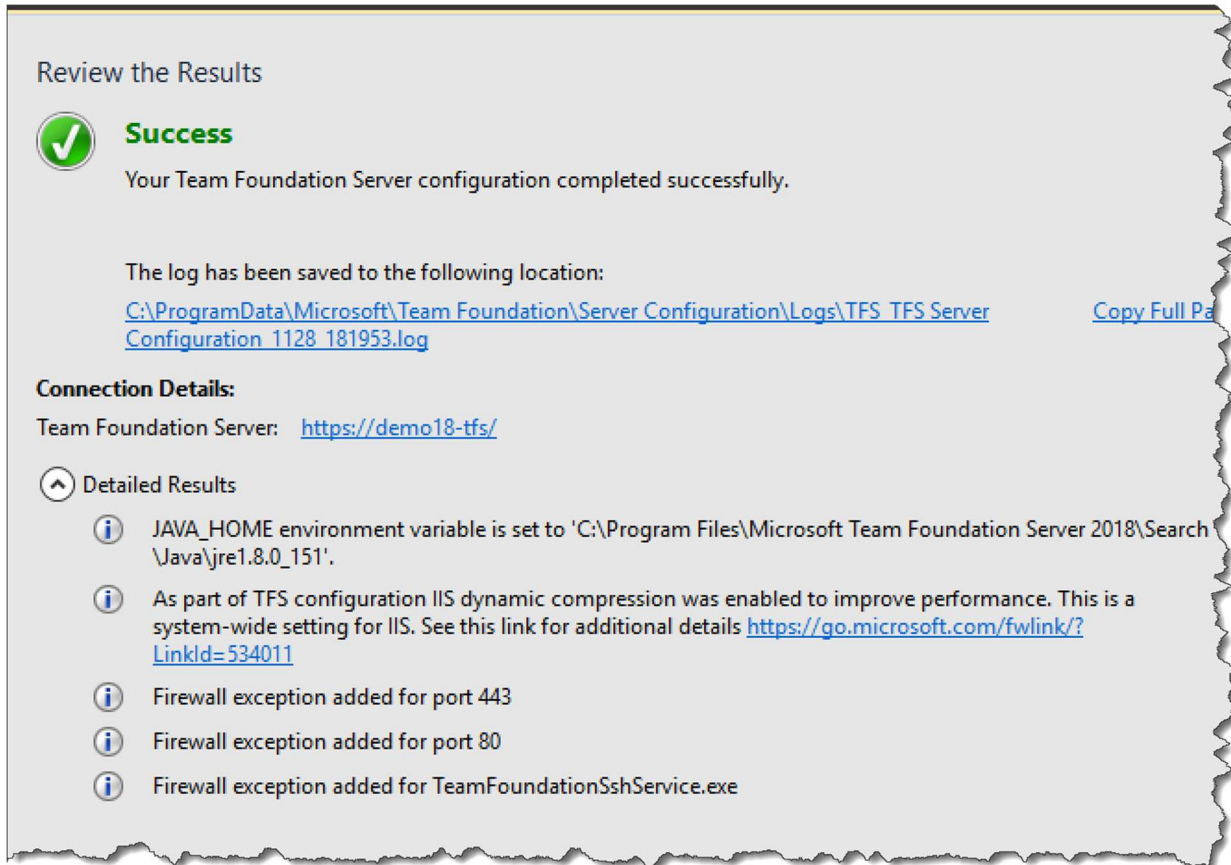 Review the Results
Success
Your Team Foundation Server configuration completed successfully.
The log has been saved to the following location:
C:\ProgramData\Microsoft\Team Foundation\Server Configuration\Logs\TFS_TFS Server Copy Full Pa
Configuration_1128_181953.log
Connection Details:
Team Foundation Server: https://demo18-tfs/
Detailed Results
JAVA_HOME environment variable is set to 'C:\Program Files\Microsoft Team Foundation Server 2018\Search
\Java\jre1.8.0_151'.
As part of TFS configuration IIS dynamic compression was enabled to improve performance. This is a
system-wide setting for IIS. See this link for additional details https://go.microsoft.com/fwlink/?
LinkId=534011
Firewall exception added for port 443
Firewall exception added for port 80
Firewall exception added for TeamFoundationSshService.exe